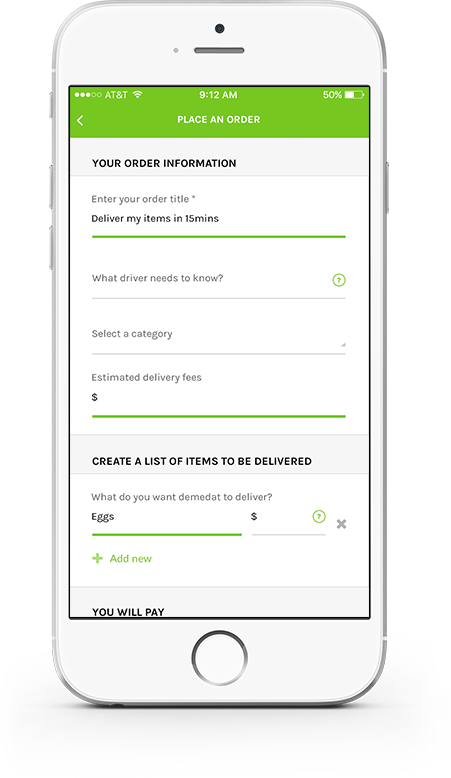 AT&T 9:12 AM 50%
PLACE AN ORDER
YOUR ORDER INFORMATION
Enter your order title *
Deliver my items in 15mins
What driver needs to know? ?
Select a category
Estimated delivery fees
$
CREATE A LIST OF ITEMS TO BE DELIVERED
What do you want demedat to deliver?
Eggs $ ?
Add new
YOU WILL PAY